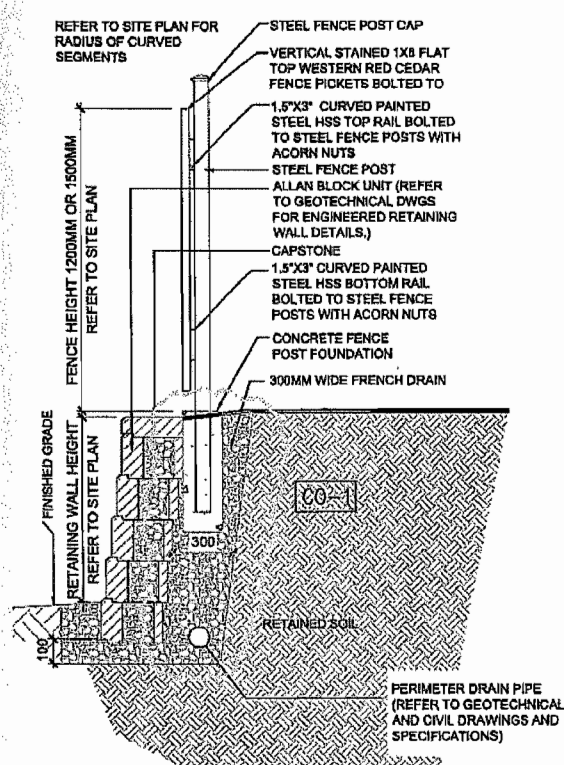 REFER TO SITE PLAN FOR
RADIUS OF CURVED
SEGMENTS
STEEL FENCE POST CAP
VERTICAL STAINED 1X8 FLAT
TOP WESTERN RED CEDAR
FENCE PICKETS BOLTED TO
1.5"X3" CURVED PAINTED
STEEL HSS TOP RAIL BOLTED
TO STEEL FENCE POSTS WITH
ACORN NUTS
STEEL FENCE POST
ALLAN BLOCK UNIT (REFER
TO GEOTECHNICAL DWGS
FOR ENGINEERED RETAINING
WALL DETAILS.)
CAPSTONE
1.5"X3" CURVED PAINTED
STEEL HSS BOTTOM RAIL
BOLTED TO STEEL FENCE
POSTS WITH ACORN NUTS
CONCRETE FENCE
POST FOUNDATION
300MM WIDE FRENCH DRAIN
FENCE HEIGHT 1200MM OR 1500MM
REFER TO SITE PLAN
FINISHED GRADE
RETAINING WALL HEIGHT
REFER TO SITE PLAN
CO-1
300
RETAINED SOIL
100
PERIMETER DRAIN PIPE
(REFER TO GEOTECHNICAL
AND CIVIL DRAWINGS AND
SPECIFICATIONS)